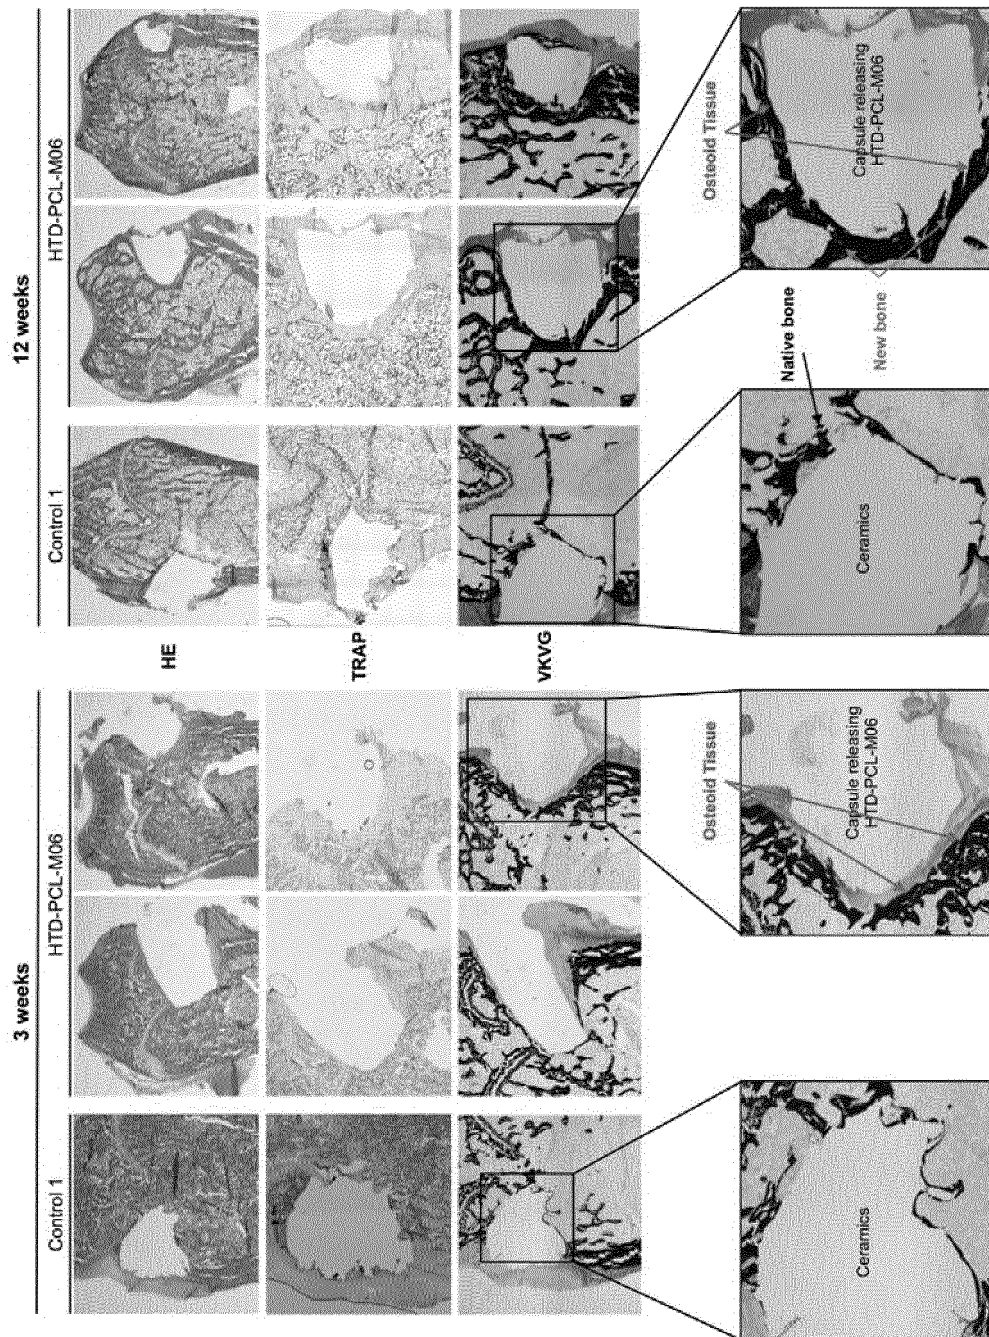 3 weeks
12 weeks
Control 1
HTD-PCL-M06
Control 1
HTD-PCL-M06
HE
TRAP
VKVG
Osteoid Tissue
Native bone
New bone
Osteoid Tissue
Ceramics
Capsule releasing
HTD-PCL-M06
Ceramics
Capsule releasing
HTD-PCL-M06